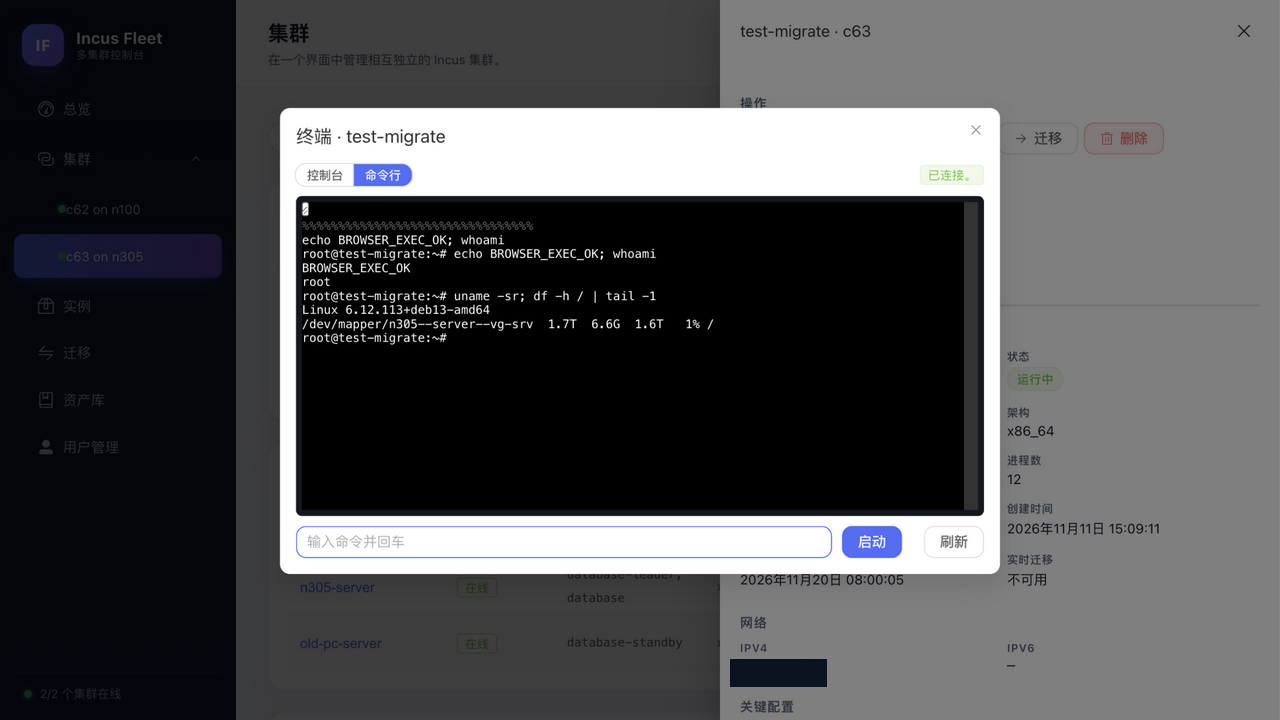 IF
Incus Fleet
多集群控制台
总览
集群
c62 on n100
c63 on n305
实例
迁移
资产库
用户管理
2/2 个集群在线
集群
在一个界面中管理相互独立的 Incus 集群。
n305-server
在线
database-leader,
database
old-pc-server
在线
database-standby
test-migrate · c63
操作
迁移
删除
状态
运行中
架构
x86_64
进程数
12
创建时间
2026年11月11日 15:09:11
实时迁移
2026年11月20日 08:00:05
不可用
网络
IPV4
IPV6
—
关键配置
终端 · test-migrate
控制台
命令行
已连接。
%%%%%%%%%%%%%%%%%%%%%%%%%%%%%%%%
echo BROWSER_EXEC_OK; whoami
root@test-migrate:~# echo BROWSER_EXEC_OK; whoami
BROWSER_EXEC_OK
root
root@test-migrate:~# uname -sr; df -h / | tail -1
Linux 6.12.113+deb13-amd64
/dev/mapper/n305--server--vg-srv  1.7T  6.6G  1.6T   1% /
root@test-migrate:~#
输入命令并回车
启动
刷新